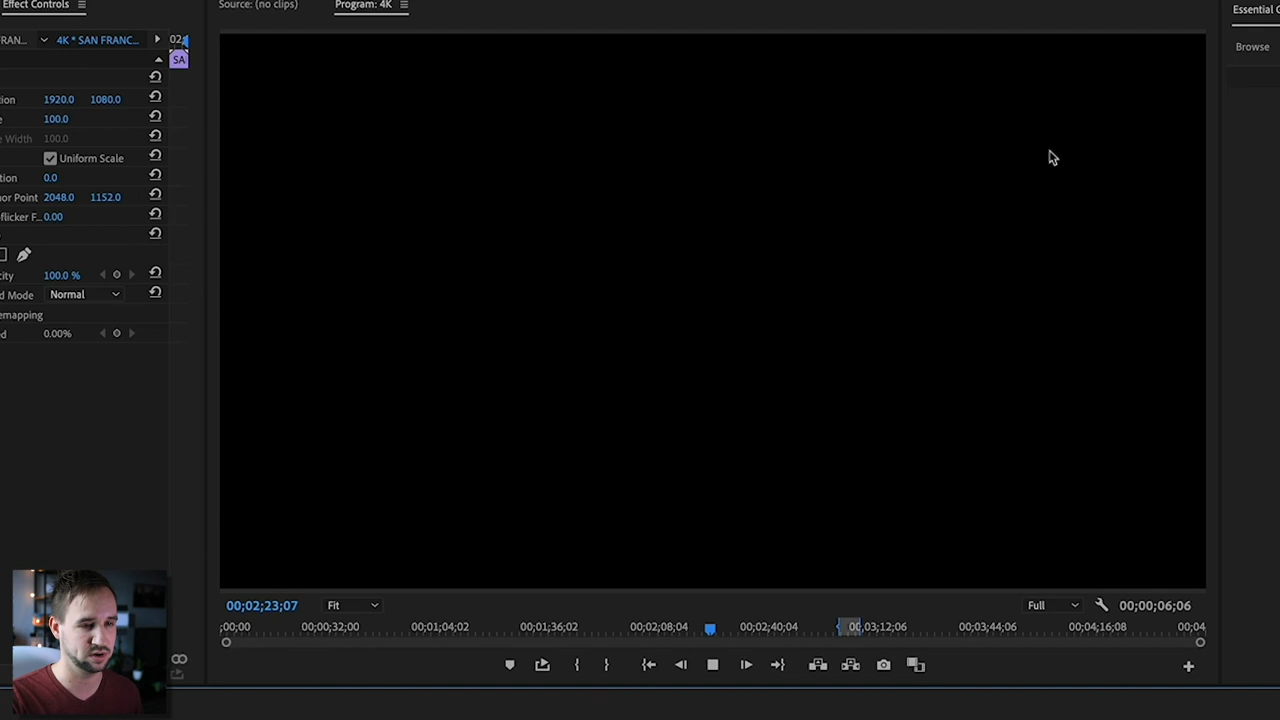 Effect Controls
Source: (no clips)
Program: 4K
Essential
RAN...
4K * SAN FRANC...
02;
SA
Browse
tion 1920.0 1080.0
e 100.0
e Width 100.0
Uniform Scale
tion 0.0
nor Point 2048.0 1152.0
flicker F... 0.00
city 100.0 %
d Mode Normal
emapping
ed 0.00%
00;02;23;07
Fit
Full
00;00;06;06
;00;00 00;00;32;00 00;01;04;02 00;01;36;02 00;02;08;04 00;02;40;04 00;03;12;06 00;03;44;06 00;04;16;08 00;04